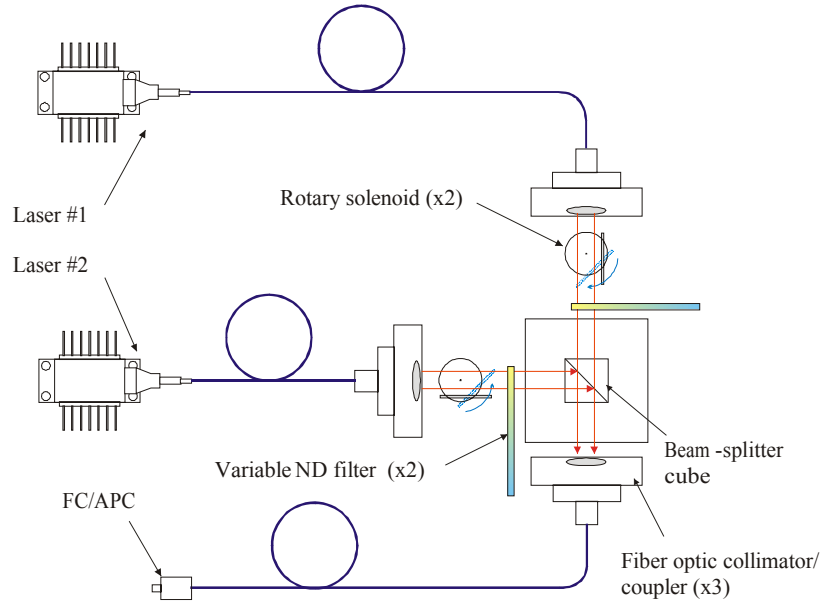 Laser #1
Laser #2
Rotary solenoid (x2)
Variable ND filter (x2)
Beam -splitter
cube
FC/APC
Fiber optic collimator/
coupler (x3)